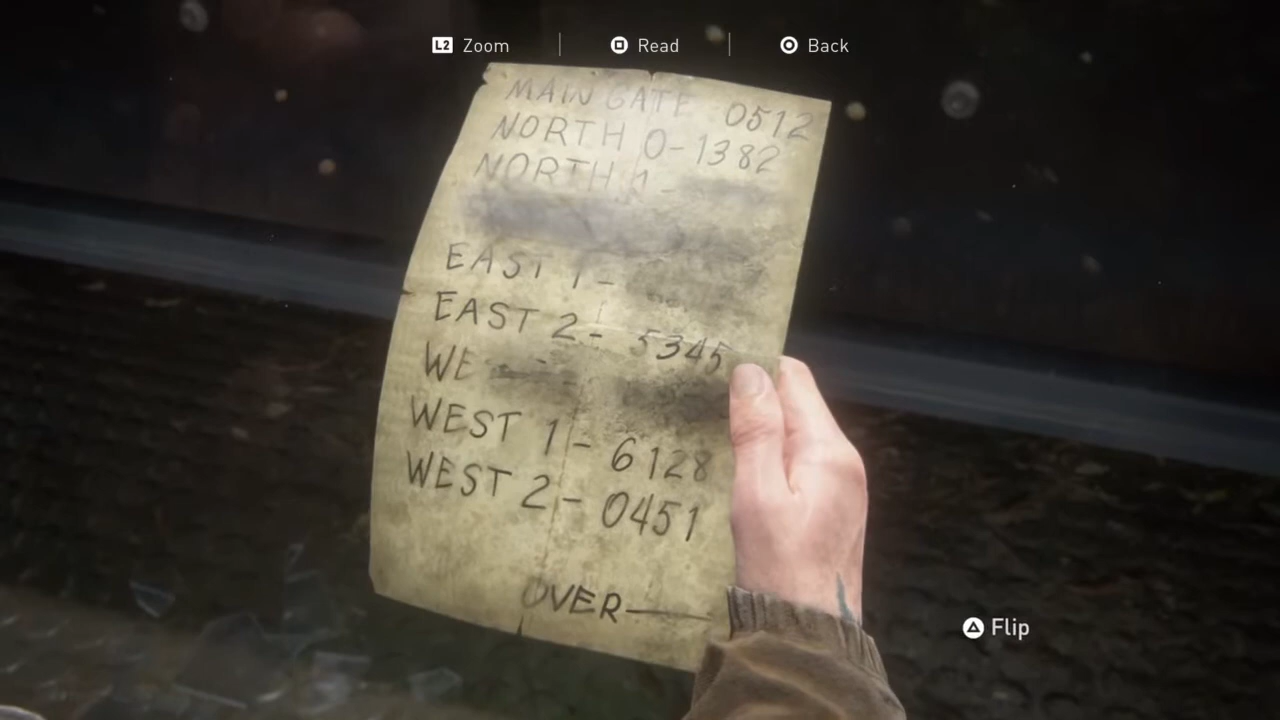 L2 Zoom | Read | Back
MAIN GATE 0512
NORTH 0-1382
NORTH 1 -
EAST 1 -
EAST 2 - 5345
WE
WEST 1 - 6128
WEST 2 - 0451
OVER
Flip